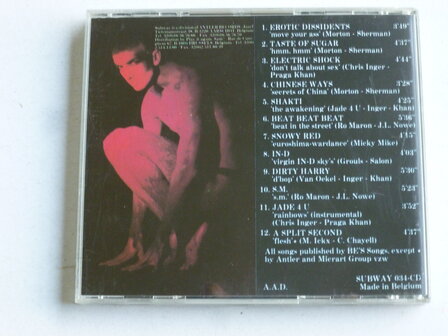 1. EROTIC DISSIDENTS 3'49"
'move your ass' (Morton - Sherman)
2. TASTE OF SUGAR 4'37
'hmm. hmm' (Morton - Sherman)
3. ELECTRIC SHOCK 4'44"
'don't talk about sex' (Chris Inger -
Praga Khan)
4. CHINESE WAYS 3'28"
'secrets of China' (Morton - Sherman)
5. SHAKTI 4'25"
'the awakening' (Jade 4 U - Inger - Khan)
6. BEAT BEAT BEAT 5'36"
'beat in the street' (Ro Maron - J.L. Nowe)
7. SNOWY RED 4'15"
'euroshima-wardance' (Micky Mike)
8. IN-D 4'03"
'virgin IN-D sky's' (Grouls - Salon)
9. DIRTY HARRY 5'30"
'd'bop' (Van Oekel - Inger - Khan)
10. S.M. 5'23
's.m.' (Ro Maron - J.L. Nowe)
11. JADE 4 U 3'52"
'rainbows' (instrumental)
(Chris Inger - Praga Khan)
12. A SPLIT SECOND 4'37"
'flesh's (M. Ickx - C. Chayell)
All songs published by BE'S Songs, except
by Antler and Micrart Group vzw
SUBWAY 034-CD
A.A.D. Made in Belgium